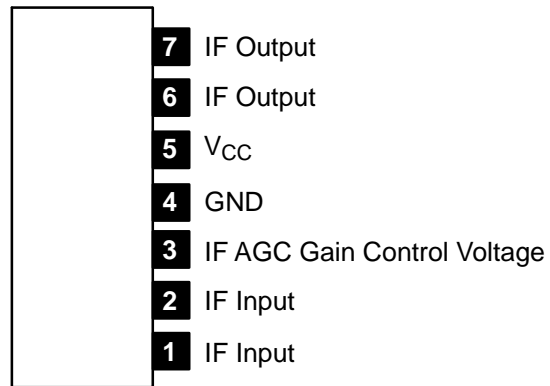 7 IF Output
6 IF Output
5 VCC
4 GND
3 IF AGC Gain Control Voltage
2 IF Input
1 IF Input